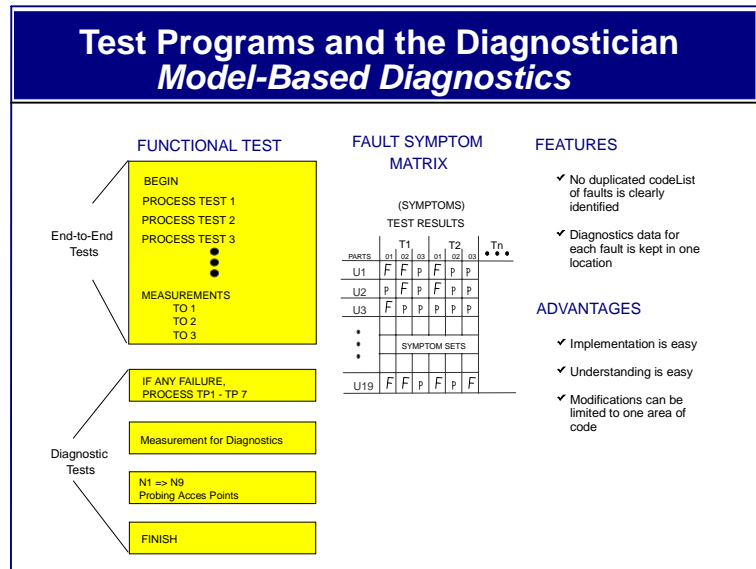 Test Programs and the Diagnostician
Model-Based Diagnostics
FUNCTIONAL TEST
End-to-End
Tests
BEGIN
PROCESS TEST 1
PROCESS TEST 2
PROCESS TEST 3
MEASUREMENTS
TO 1
TO 2
TO 3
Diagnostic
Tests
IF ANY FAILURE,
PROCESS TP1 - TP 7
Measurement for Diagnostics
N1 => N9
Probing Acces Points
FINISH
FAULT SYMPTOM
MATRIX
(SYMPTOMS)
TEST RESULTS
T1 T2 Tn
PARTS 01 02 03 01 02 03
U1 F F P F P P
U2 P F P F P P
U3 F P P P P P
SYMPTOM SETS
U19 F F P F P F
FEATURES
✔ No duplicated codeList
of faults is clearly
identified
✔ Diagnostics data for
each fault is kept in one
location
ADVANTAGES
✔ Implementation is easy
✔ Understanding is easy
✔ Modifications can be
limited to one area of
code